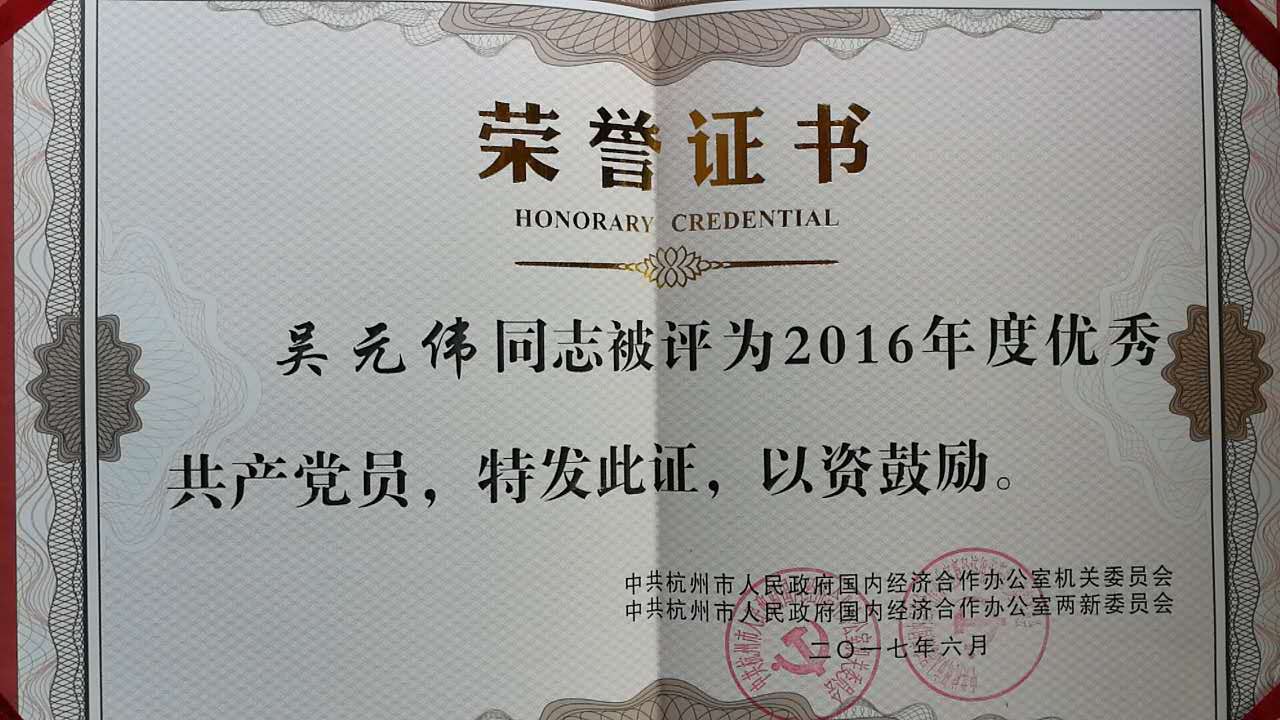 荣誉证书
HONORARY CREDENTIAL
吴元伟同志被评为2016年度优秀
共产党员，特发此证，以资鼓励。
中共杭州市人民政府国内经济合作办公室机关委员会
中共杭州市人民政府国内经济合作办公室两新委员会
二〇一七年六月